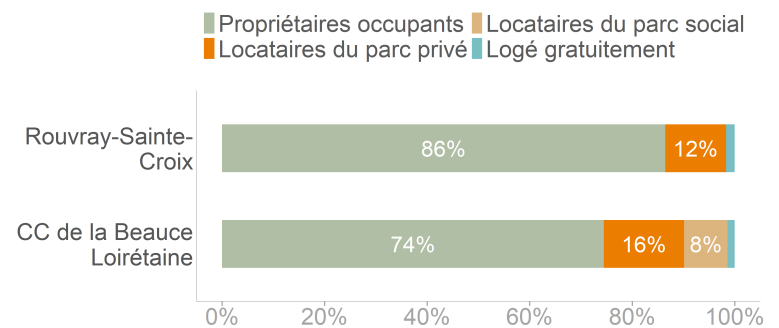 Propriétaires occupants
Locataires du parc social
Locataires du parc privé
Logé gratuitement
Rouvray-Sainte-
Croix
86%
12%
CC de la Beauce
Loirétaine
74%
16%
8%
0%
20%
40%
60%
80%
100%